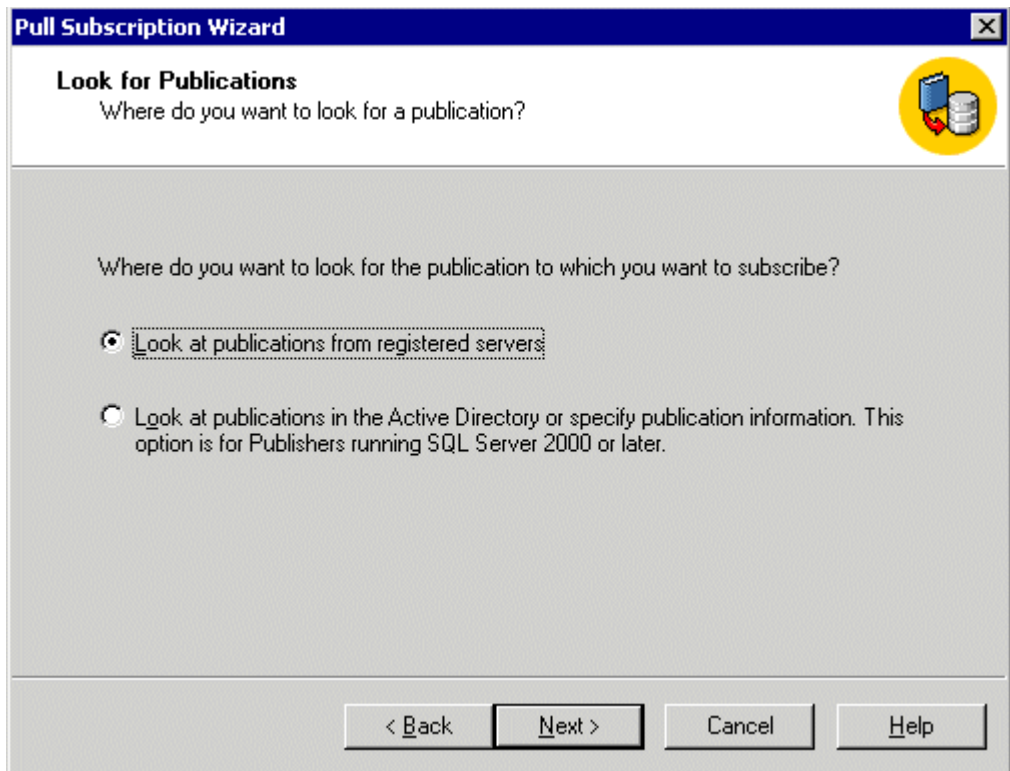 Pull Subscription Wizard
Look for Publications
Where do you want to look for a publication?
Where do you want to look for the publication to which you want to subscribe?
Look at publications from registered servers
Look at publications in the Active Directory or specify publication information. This
option is for Publishers running SQL Server 2000 or later.
< Back Next > Cancel Help